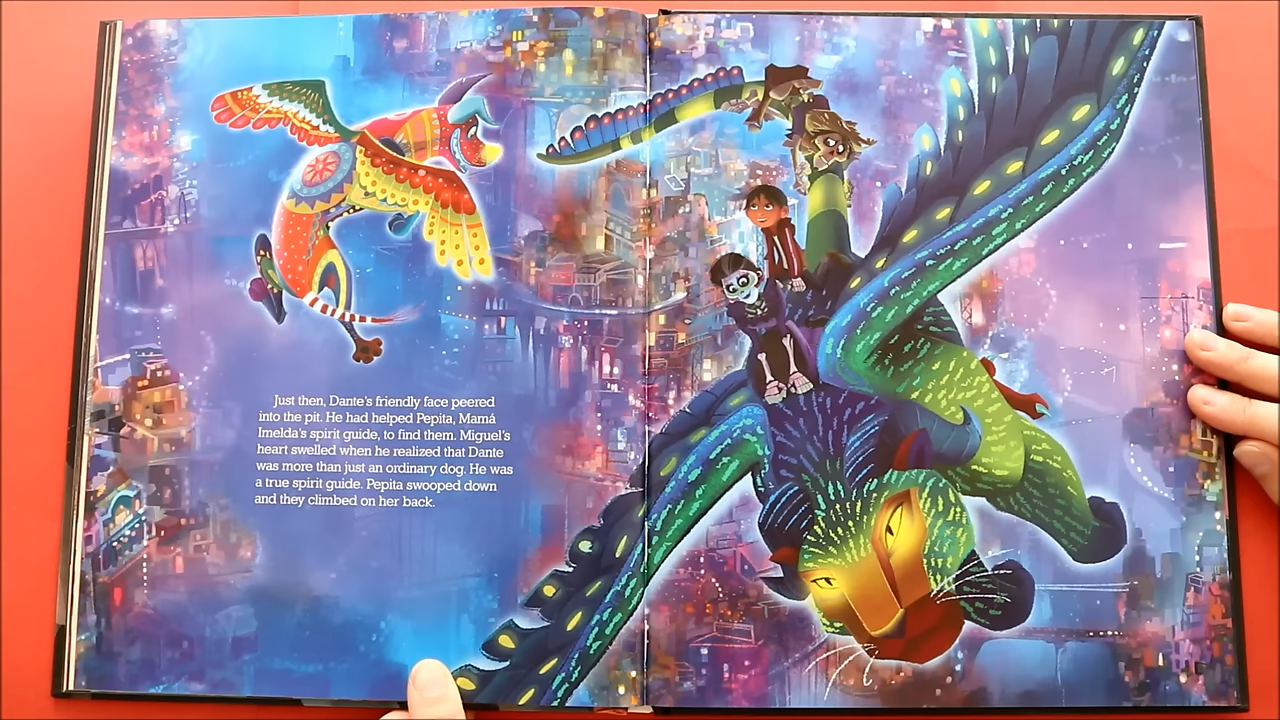 Just then, Dante's friendly face peered
into the pit. He had helped Pepita, Mamá
Imelda's spirit guide, to find them. Miguel's
heart swelled when he realized that Dante
was more than just an ordinary dog. He was
a true spirit guide. Pepita swooped down
and they climbed on her back.